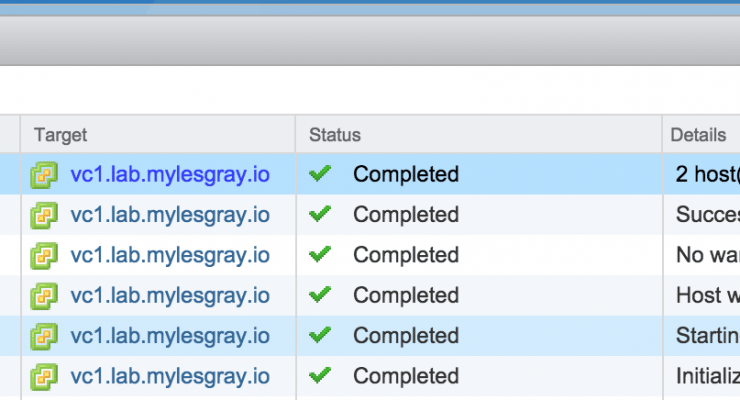 Target Status Details
vc1.lab.mylesgray.io Completed 2 host(
vc1.lab.mylesgray.io Completed Succes
vc1.lab.mylesgray.io Completed No wa
vc1.lab.mylesgray.io Completed Host w
vc1.lab.mylesgray.io Completed Startin
vc1.lab.mylesgray.io Completed Initializ